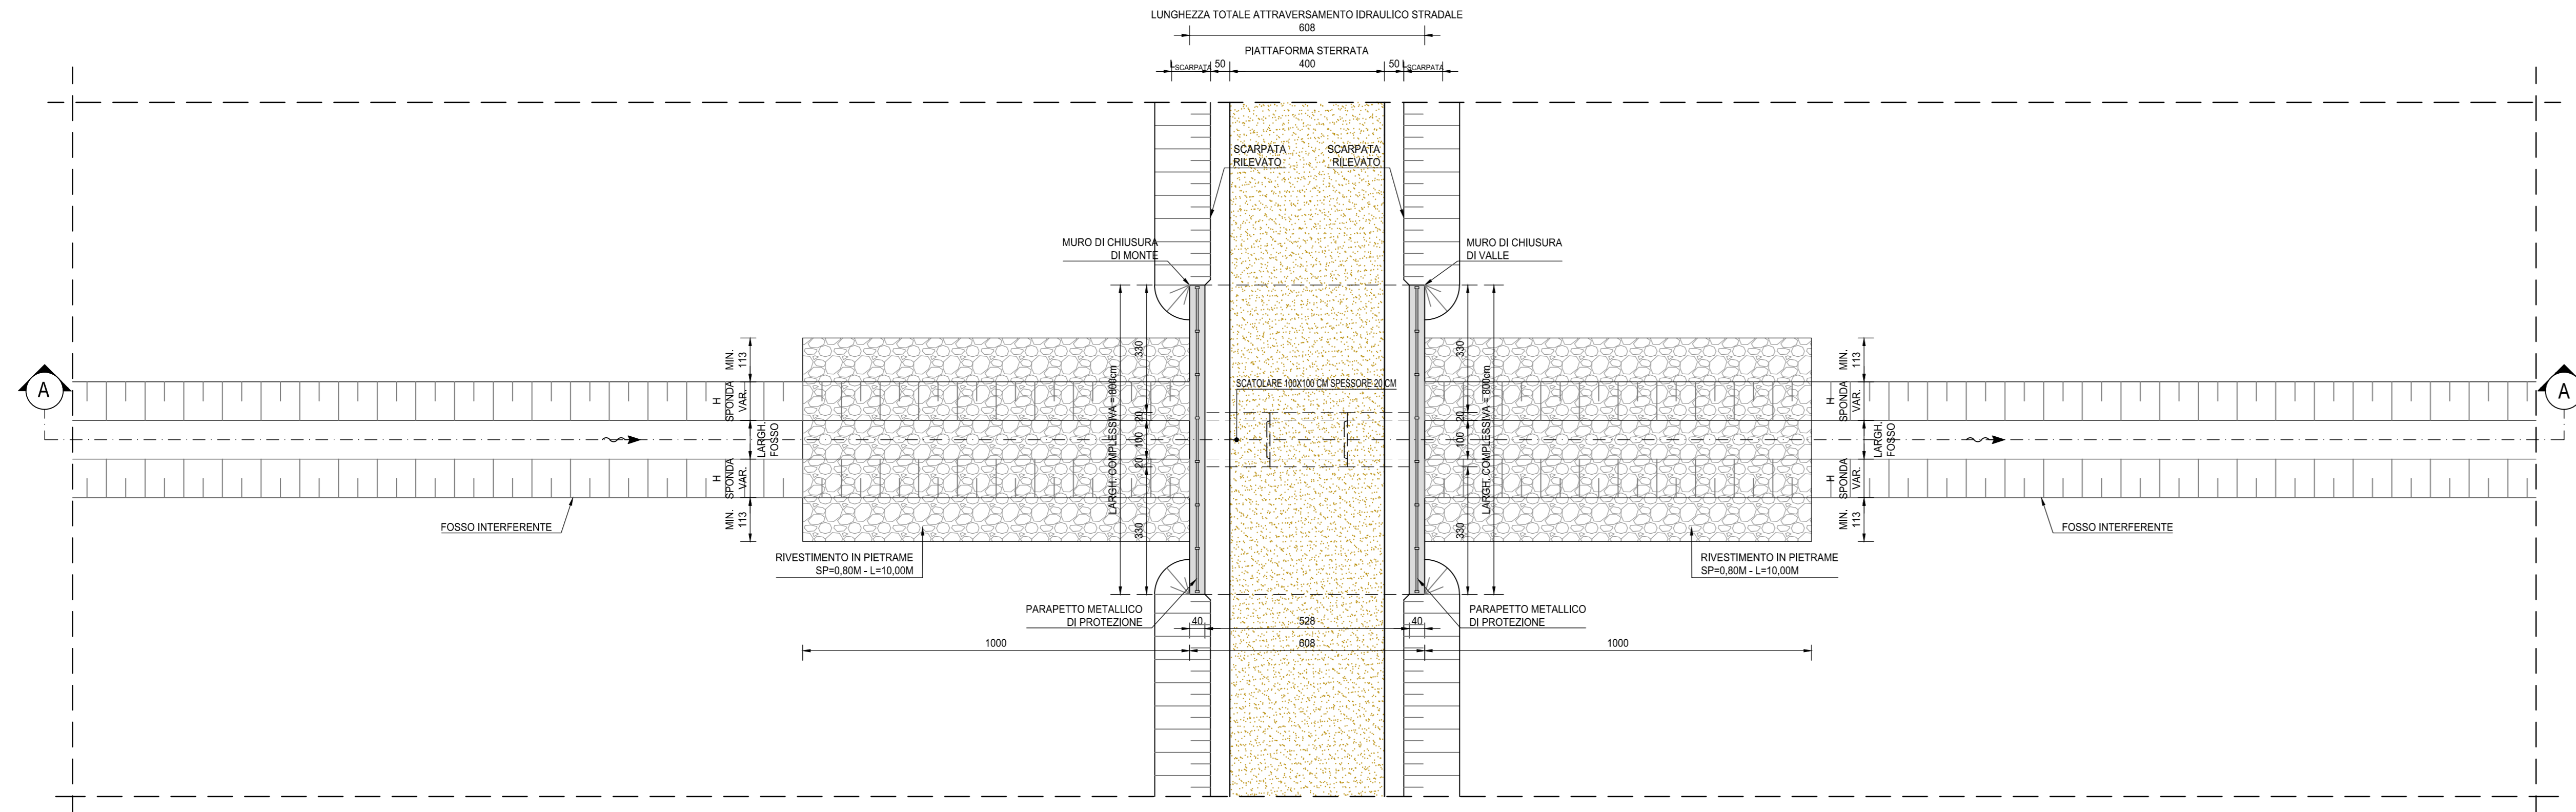 LUNGHEZZA TOTALE ATTRAVERSAMENTO IDRAULICO STRADALE
608
PIATTAFORMA STERRATA
LSCARPATA 50 400 50 LSCARPATA
SCARPATA
RILEVATO
SCARPATA
RILEVATO
MURO DI CHIUSURA
DI MONTE
MURO DI CHIUSURA
DI VALLE
MIN.
113
H
SPONDA
VAR.
LARGH.
FOSSO
H
SPONDA
VAR.
MIN.
113
LARGH. COMPLESSIVA = 800cm
330
20
100
20
330
SCATOLARE 100X100 CM SPESSORE 20 CM
330
20
100
20
330
LARGH. COMPLESSIVA = 800cm
MIN.
113
H
SPONDA
VAR.
LARGH.
FOSSO
H
SPONDA
VAR.
MIN.
113
A
A
FOSSO INTERFERENTE
FOSSO INTERFERENTE
RIVESTIMENTO IN PIETRAME
SP=0,80M - L=10,00M
RIVESTIMENTO IN PIETRAME
SP=0,80M - L=10,00M
PARAPETTO METALLICO
DI PROTEZIONE
PARAPETTO METALLICO
DI PROTEZIONE
40 528 40
1000 608 1000